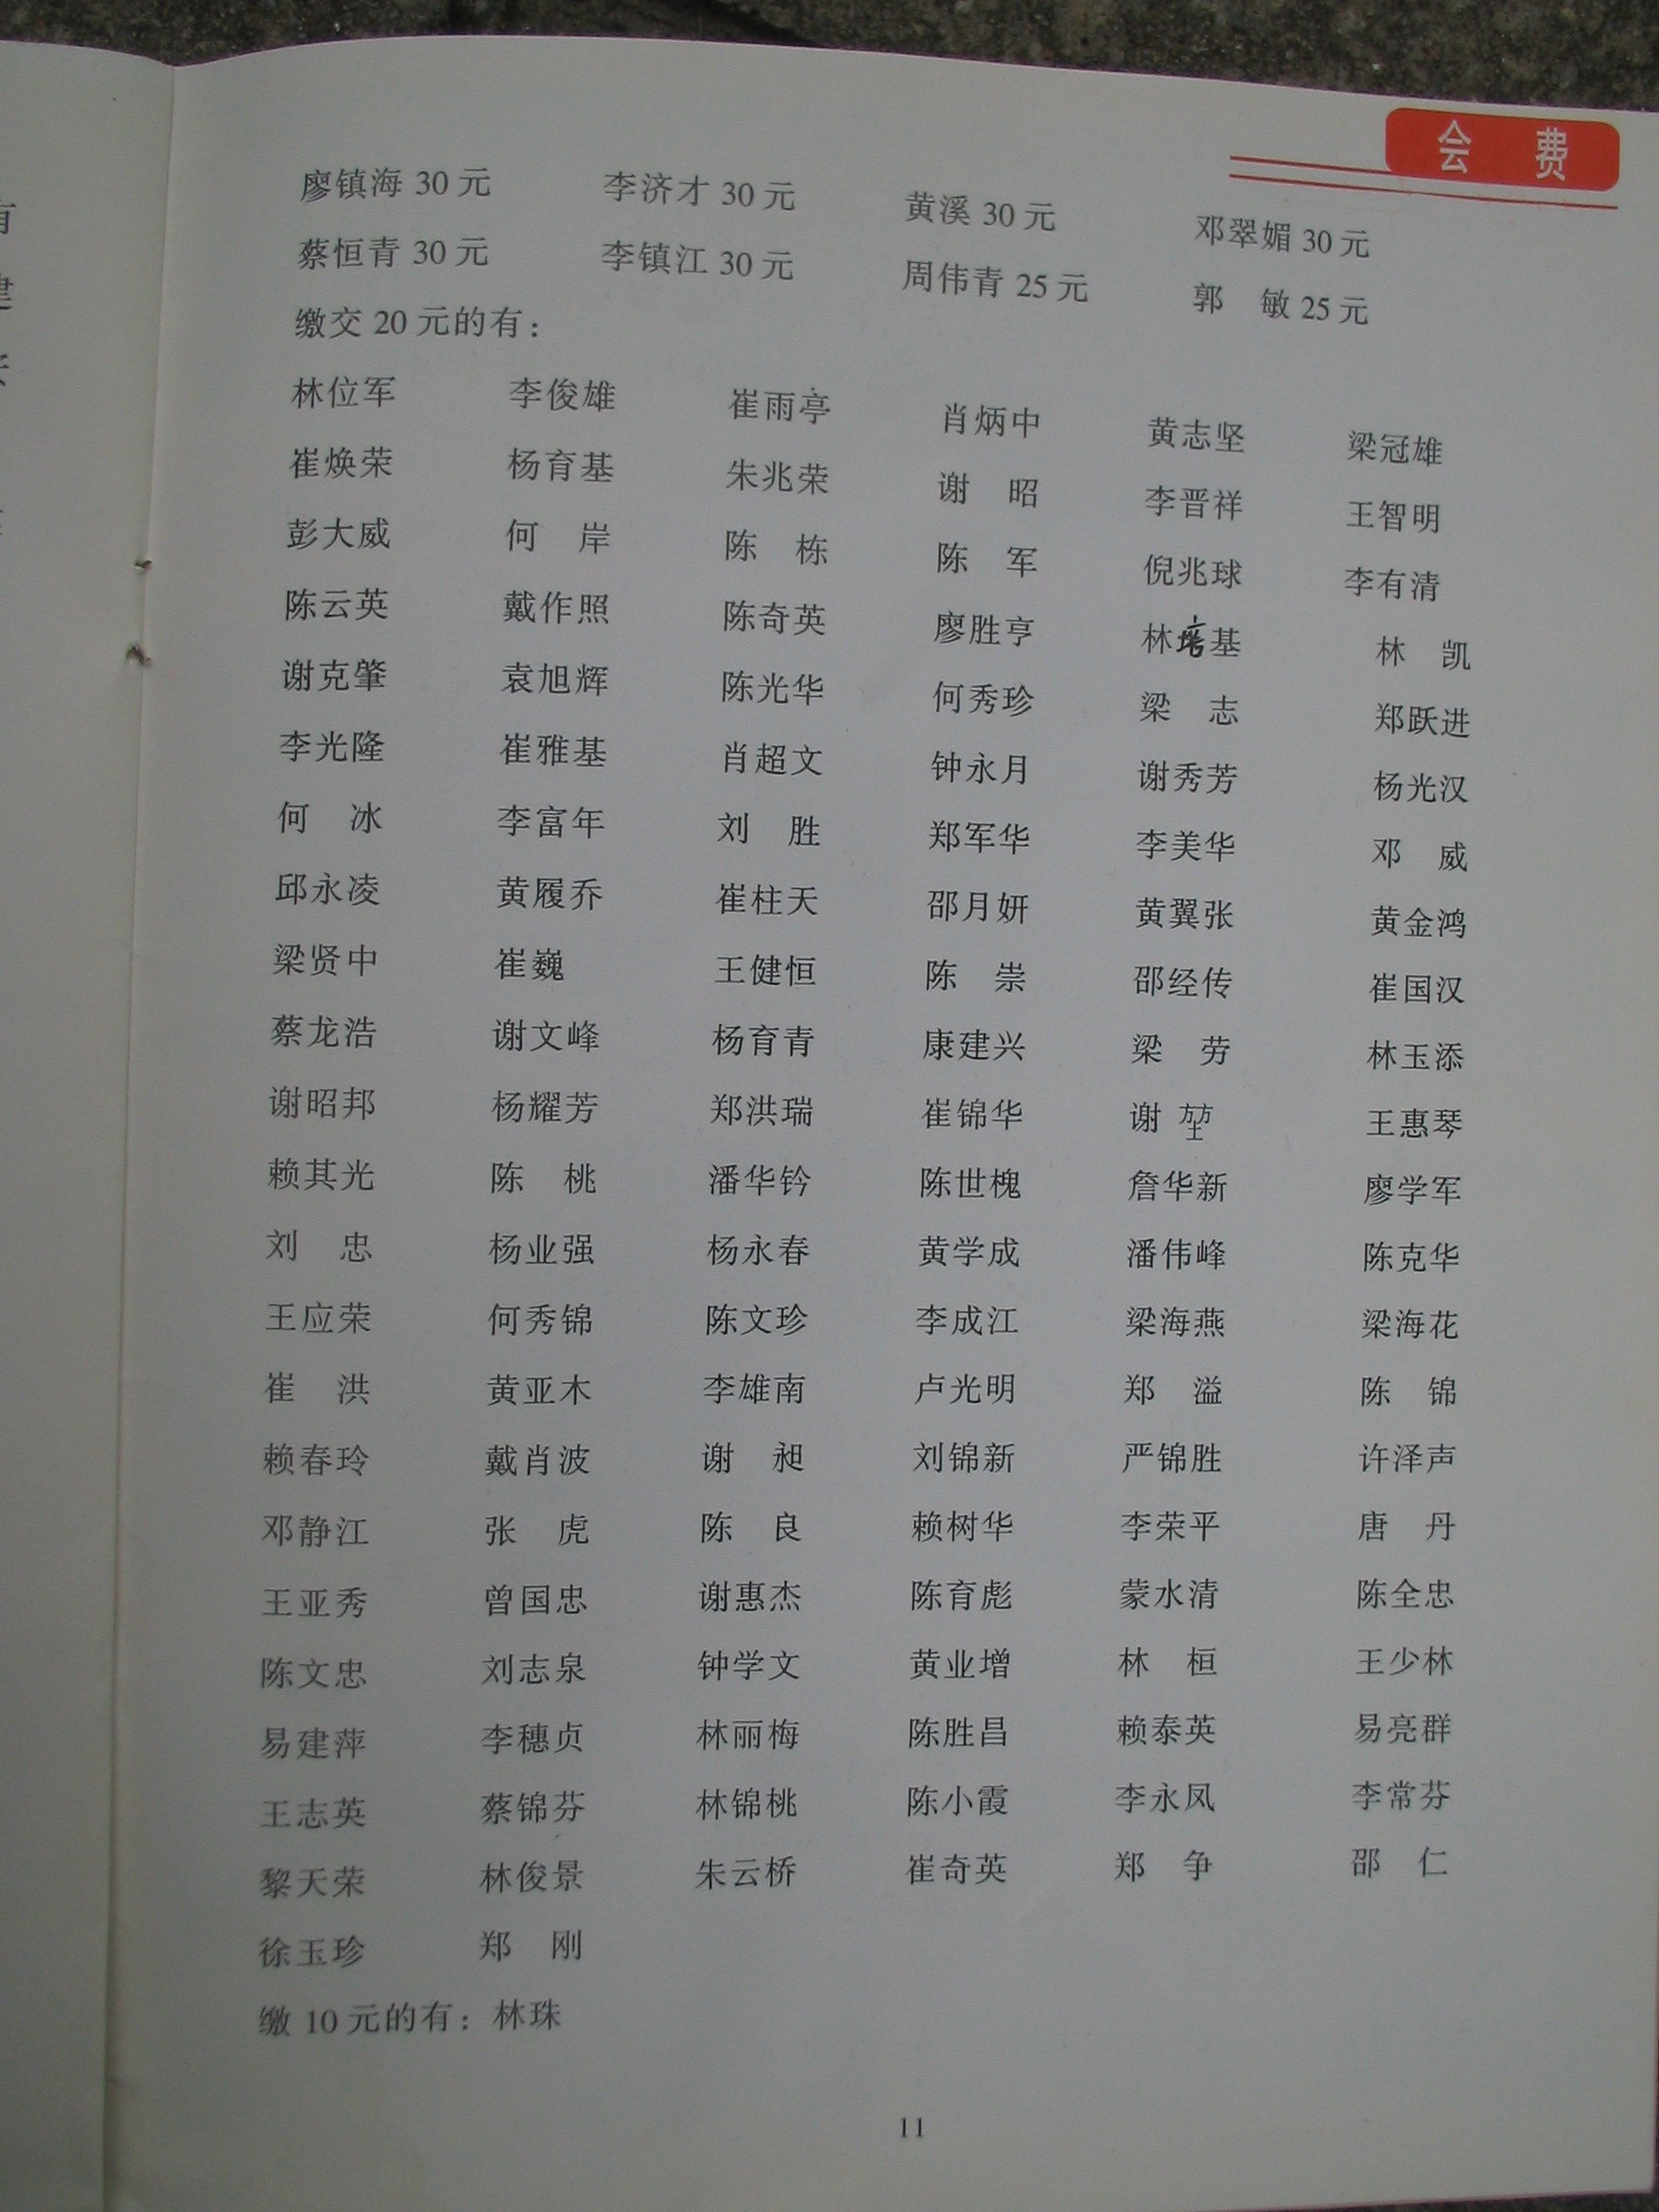 会 费
廖镇海 30 元 李济才 30 元 黄溪 30 元 邓翠媚 30 元
蔡恒青 30 元 李镇江 30 元 周伟青 25 元 郭 敏 25 元
缴交 20 元的有：
林位军 李俊雄 崔雨亭 肖炳中 黄志坚 梁冠雄
崔焕荣 杨育基 朱兆荣 谢 昭 李晋祥 王智明
彭大威 何 岸 陈 栋 陈 军 倪兆球 李有清
陈云英 戴作照 陈奇英 廖胜亨 林培基 林 凯
谢克肇 袁旭辉 陈光华 何秀珍 梁 志 郑跃进
李光隆 崔雅基 肖超文 钟永月 谢秀芳 杨光汉
何 冰 李富年 刘 胜 郑军华 李美华 邓 威
邱永凌 黄履乔 崔柱天 邵月妍 黄翼张 黄金鸿
梁贤中 崔巍 王健恒 陈 崇 邵经传 崔国汉
蔡龙浩 谢文峰 杨育青 康建兴 梁 劳 林玉添
谢昭邦 杨耀芳 郑洪瑞 崔锦华 谢 王惠琴
赖其光 陈 桃 潘华钤 陈世槐 詹华新 廖学军
刘 忠 杨业强 杨永春 黄学成 潘伟峰 陈克华
王应荣 何秀锦 陈文珍 李成江 梁海燕 梁海花
崔 洪 黄亚木 李雄南 卢光明 郑 溢 陈 锦
赖春玲 戴肖波 谢 昶 刘锦新 严锦胜 许泽声
邓静江 张 虎 陈 良 赖树华 李荣平 唐 丹
王亚秀 曾国忠 谢惠杰 陈育彪 蒙水清 陈全忠
陈文忠 刘志泉 钟学文 黄业增 林 桓 王少林
易建萍 李穗贞 林丽梅 陈胜昌 赖泰英 易亮群
王志英 蔡锦芬 林锦桃 陈小霞 李永凤 李常芬
黎天荣 林俊景 朱云桥 崔奇英 郑 争 邵 仁
徐玉珍 郑 刚
缴 10 元的有：林珠
11